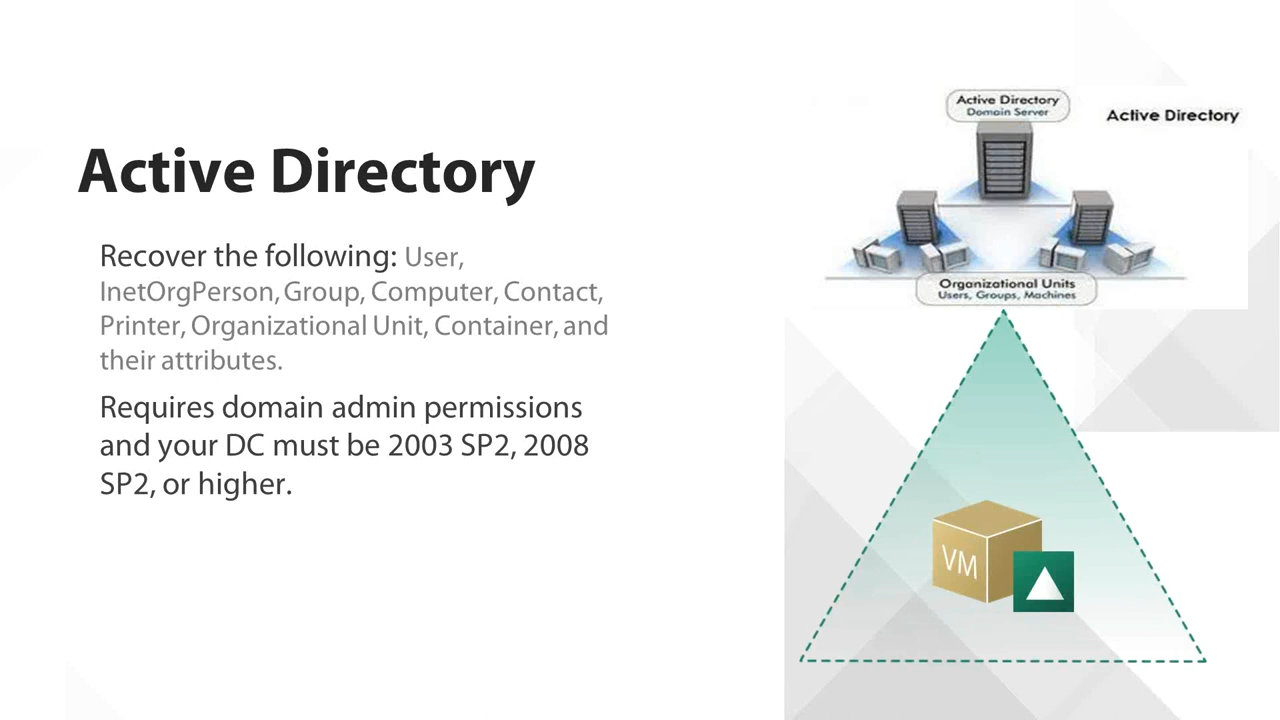 Active Directory
Recover the following: User,
InetOrgPerson, Group, Computer, Contact,
Printer, Organizational Unit, Container, and
their attributes.
Requires domain admin permissions
and your DC must be 2003 SP2, 2008
SP2, or higher.
Active Directory
Domain Server
Active Directory
Organizational Units
Users, Groups, Machines
VM